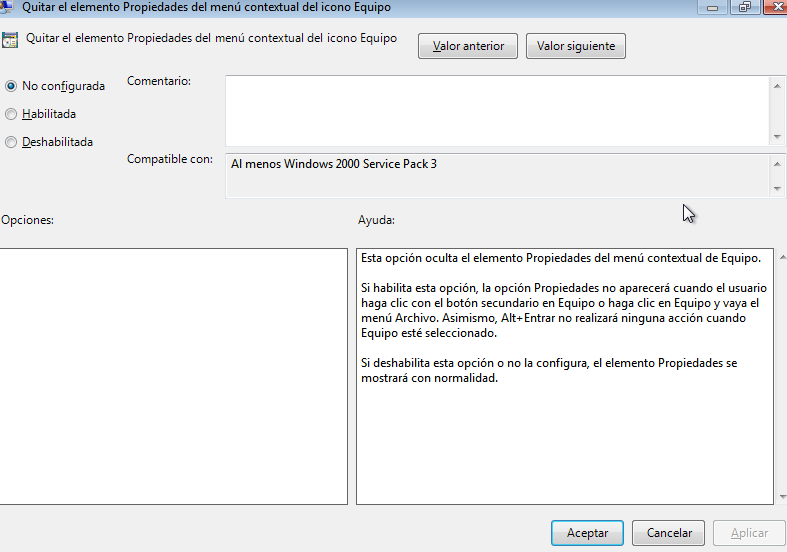 Quitar el elemento Propiedades del menú contextual del icono Equipo
Quitar el elemento Propiedades del menú contextual del icono Equipo
Valor anterior
Valor siguiente
No configurada
Habilitada
Deshabilitada
Comentario:
Compatible con:
Al menos Windows 2000 Service Pack 3
Opciones:
Ayuda:
Esta opción oculta el elemento Propiedades del menú contextual de Equipo.
Si habilita esta opción, la opción Propiedades no aparecerá cuando el usuario
haga clic con el botón secundario en Equipo o haga clic en Equipo y vaya el
menú Archivo. Asimismo, Alt+Entrar no realizará ninguna acción cuando
Equipo esté seleccionado.
Si deshabilita esta opción o no la configura, el elemento Propiedades se
mostrará con normalidad.
Aceptar
Cancelar
Aplicar